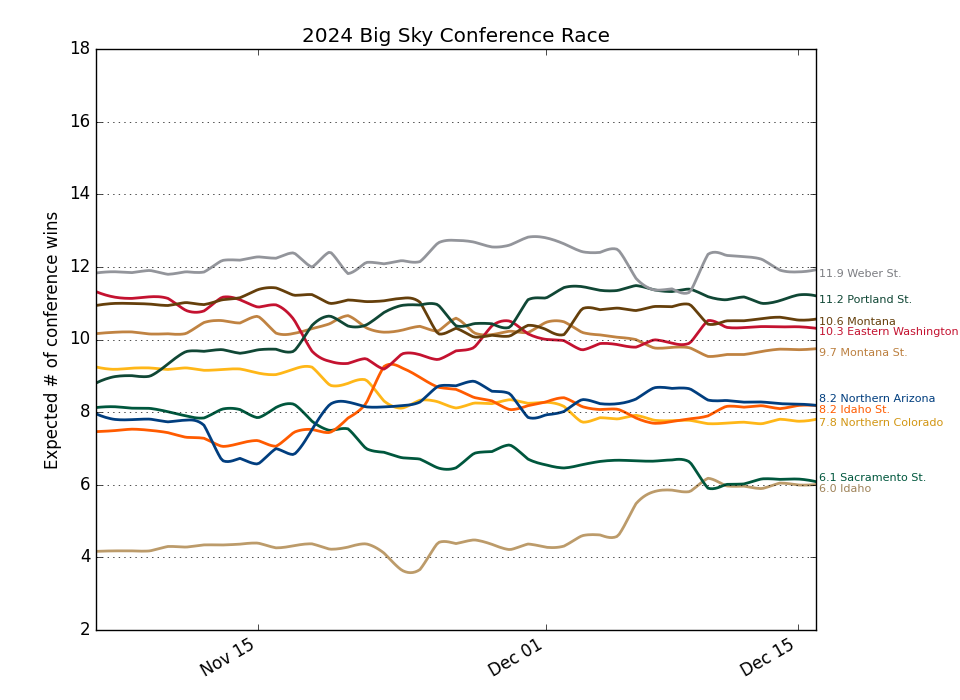 2024 Big Sky Conference Race
Expected # of conference wins
18
16
14
12
10
8
6
4
2
11.9 Weber St.
11.2 Portland St.
10.6 Montana
10.3 Eastern Washington
9.7 Montana St.
8.2 Northern Arizona
8.2 Idaho St.
7.8 Northern Colorado
6.1 Sacramento St.
6.0 Idaho
Nov 15
Dec 01
Dec 15